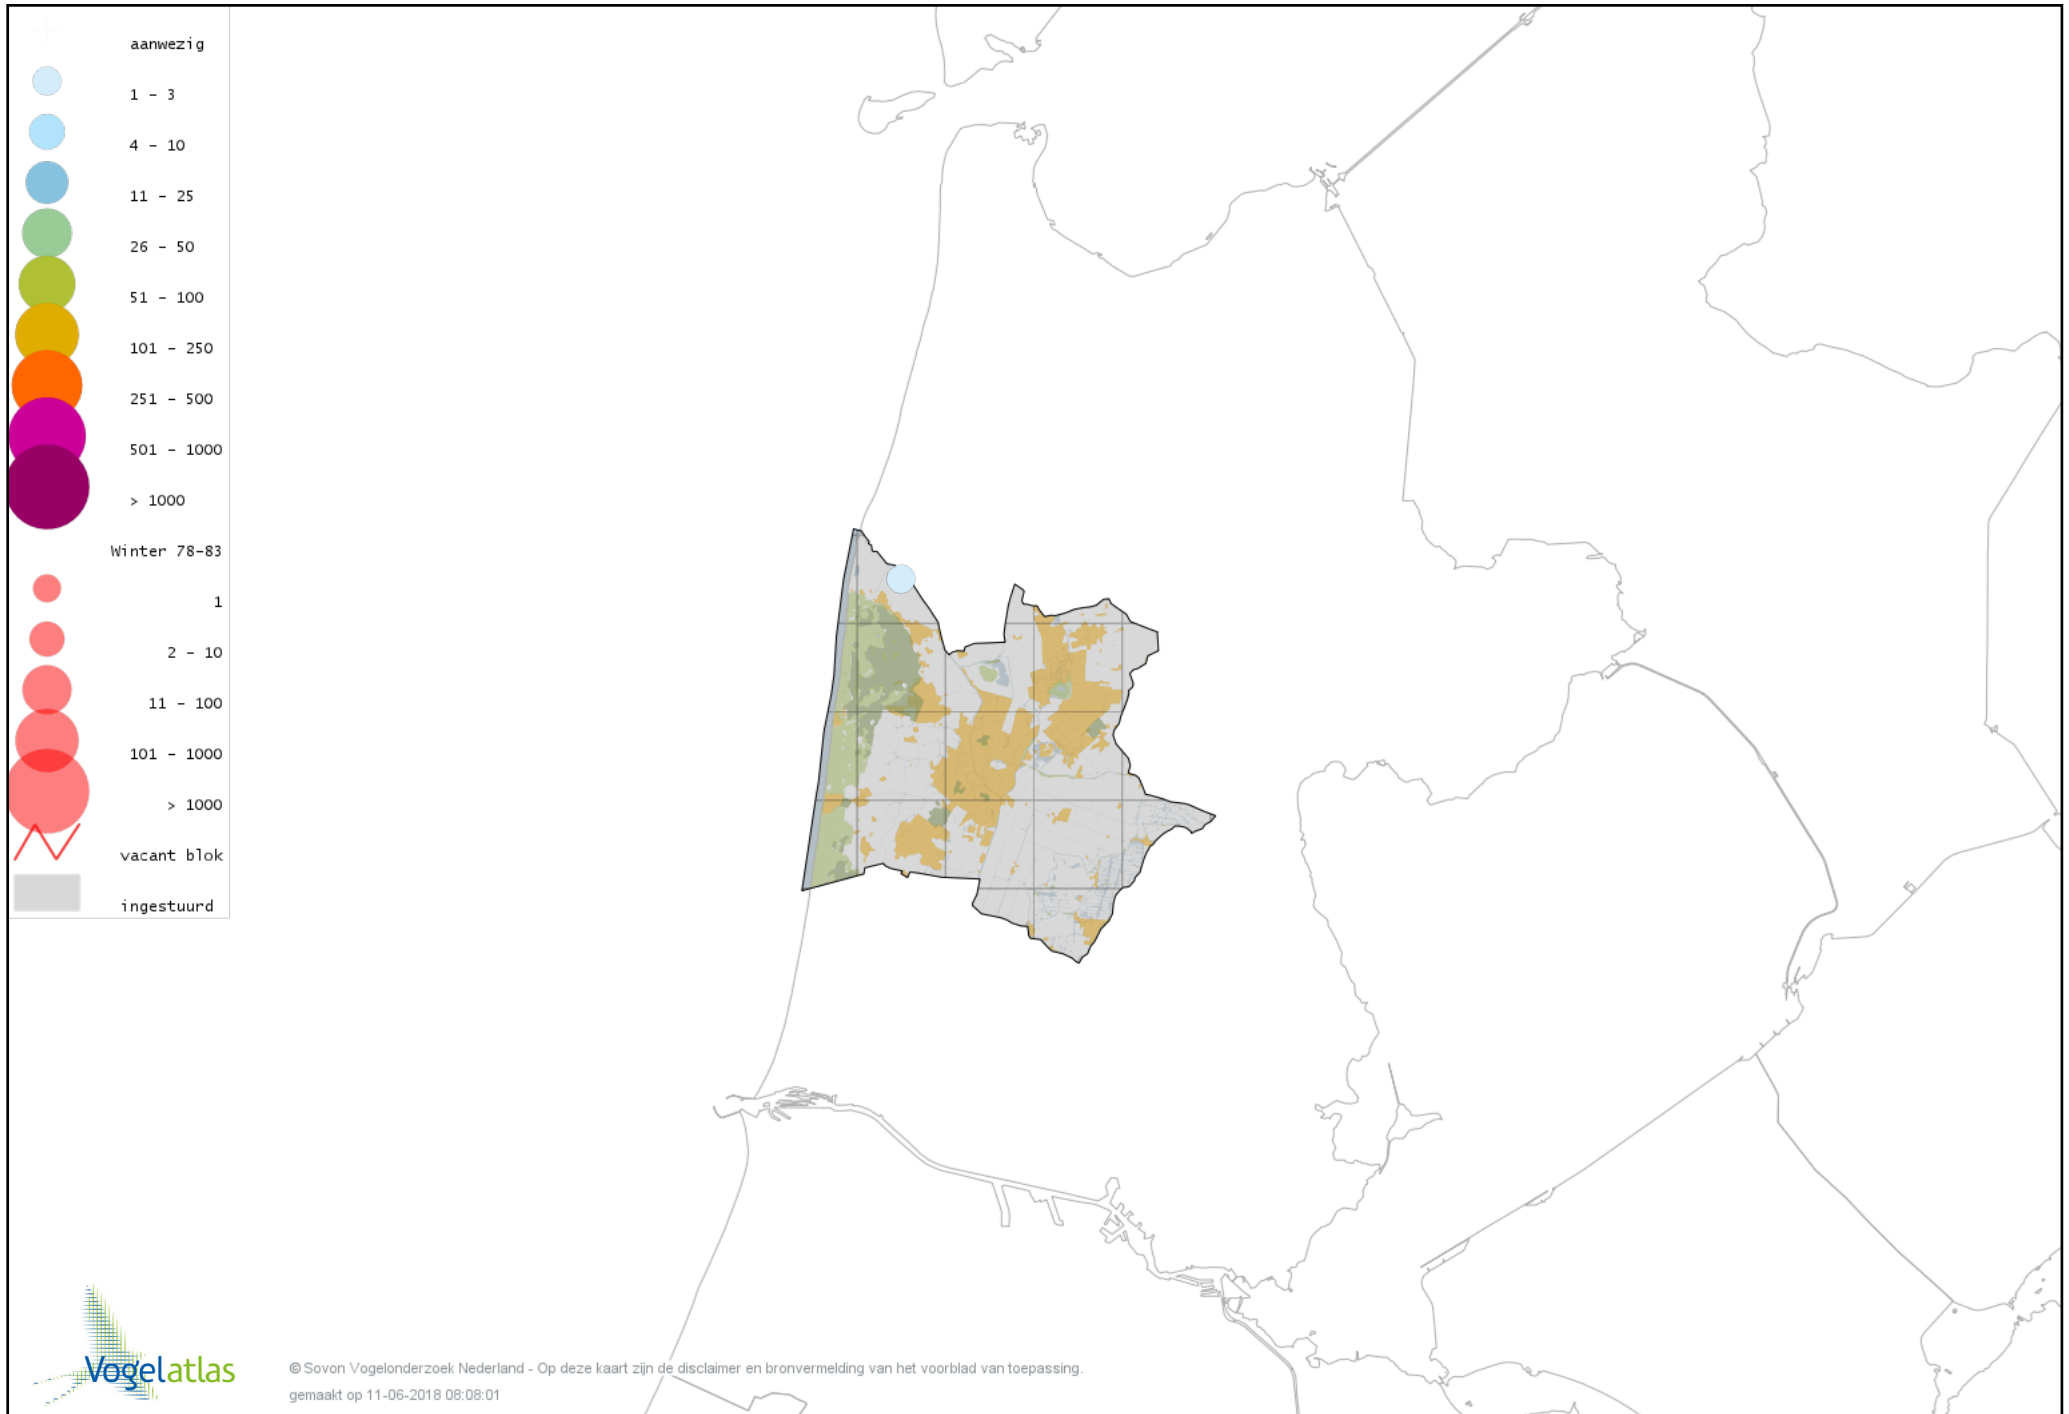 aanwezig
1 - 3
4 - 10
11 - 25
26 - 50
51 - 100
101 - 250
251 - 500
501 - 1000
> 1000
Winter 78-83
1
2 - 10
11 - 100
101 - 1000
> 1000
vacant blok
ingestuurd
Vogelatlas
© Sovon Vogelonderzoek Nederland - Op deze kaart zijn de disclaimer en bronvermelding van het voorblad van toepassing.
gemaakt op 11-06-2018 08:08:01